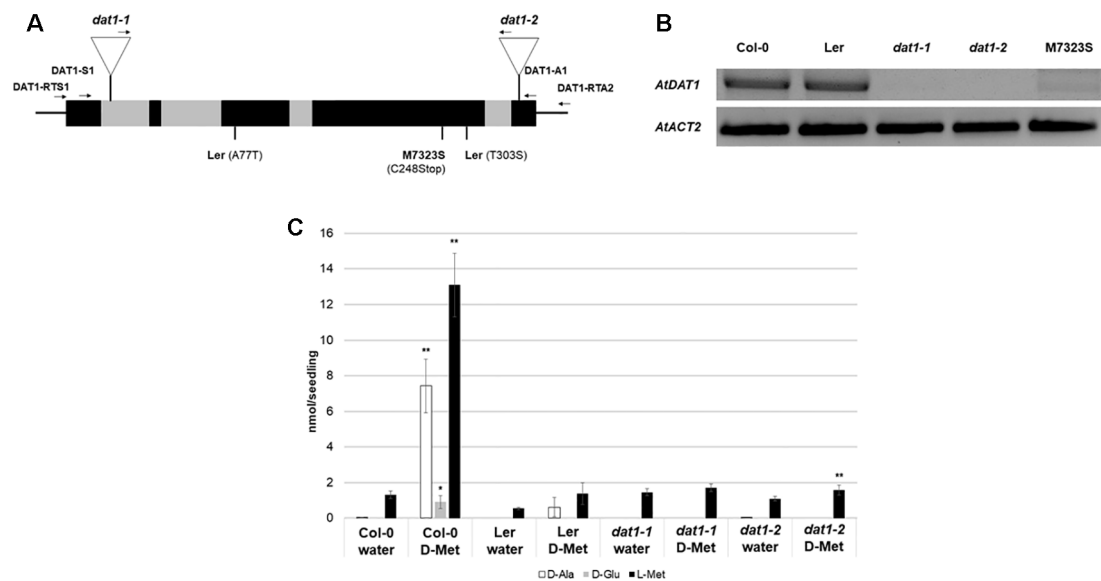 A
dat1-1
dat1-2
DAT1-S1
DAT1-RTS1
DAT1-A1
DAT1-RTA2
Ler (A77T)
M7323S
(C248Stop)
Ler (T303S)
B
Col-0
Ler
dat1-1
dat1-2
M7323S
AtDAT1
AtACT2
C
nmol/seedling
16
14
12
10
8
6
4
2
0
**
**
*
**
Col-0
water
Col-0
D-Met
Ler
water
Ler
D-Met
dat1-1
water
dat1-1
D-Met
dat1-2
water
dat1-2
D-Met
D-Ala
D-Glu
L-Met